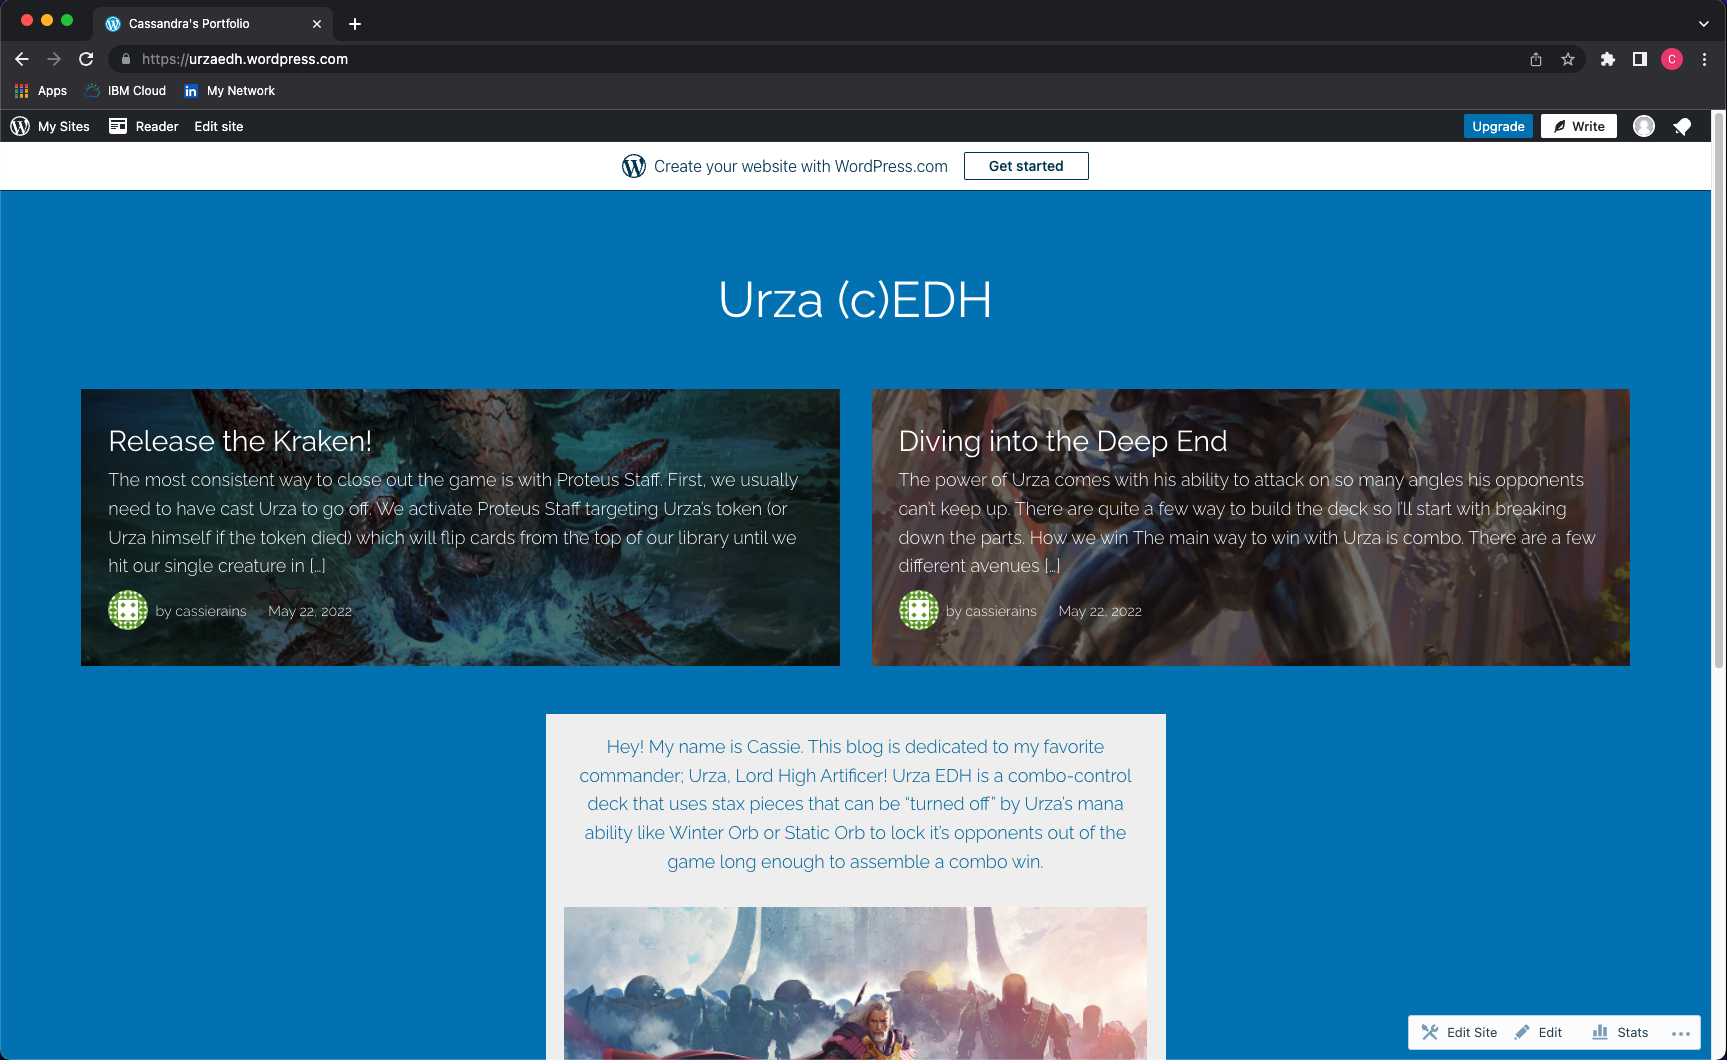 Cassandra's Portfolio
https://urzaedh.wordpress.com
C
Apps IBM Cloud in My Network
My Sites Reader Edit site Upgrade Write
Create your website with WordPress.com Get started
Urza (c)EDH
Release the Kraken!
The most consistent way to close out the game is with Proteus Staff. First, we usually
need to have cast Urza to go off. We activate Proteus Staff targeting Urza's token (or
Urza himself if the token died) which will flip cards from the top of our library until we
hit our single creature in […]
by cassierains May 22, 2022
Diving into the Deep End
The power of Urza comes with his ability to attack on so many angles his opponents
can't keep up. There are quite a few way to build the deck so I'll start with breaking
down the parts. How we win The main way to win with Urza is combo. There are a few
different avenues […]
by cassierains May 22, 2022
Hey! My name is Cassie. This blog is dedicated to my favorite
commander; Urza, Lord High Artificer! Urza EDH is a combo-control
deck that uses stax pieces that can be “turned off” by Urza's mana
ability like Winter Orb or Static Orb to lock it's opponents out of the
game long enough to assemble a combo win.
Edit Site Edit Stats